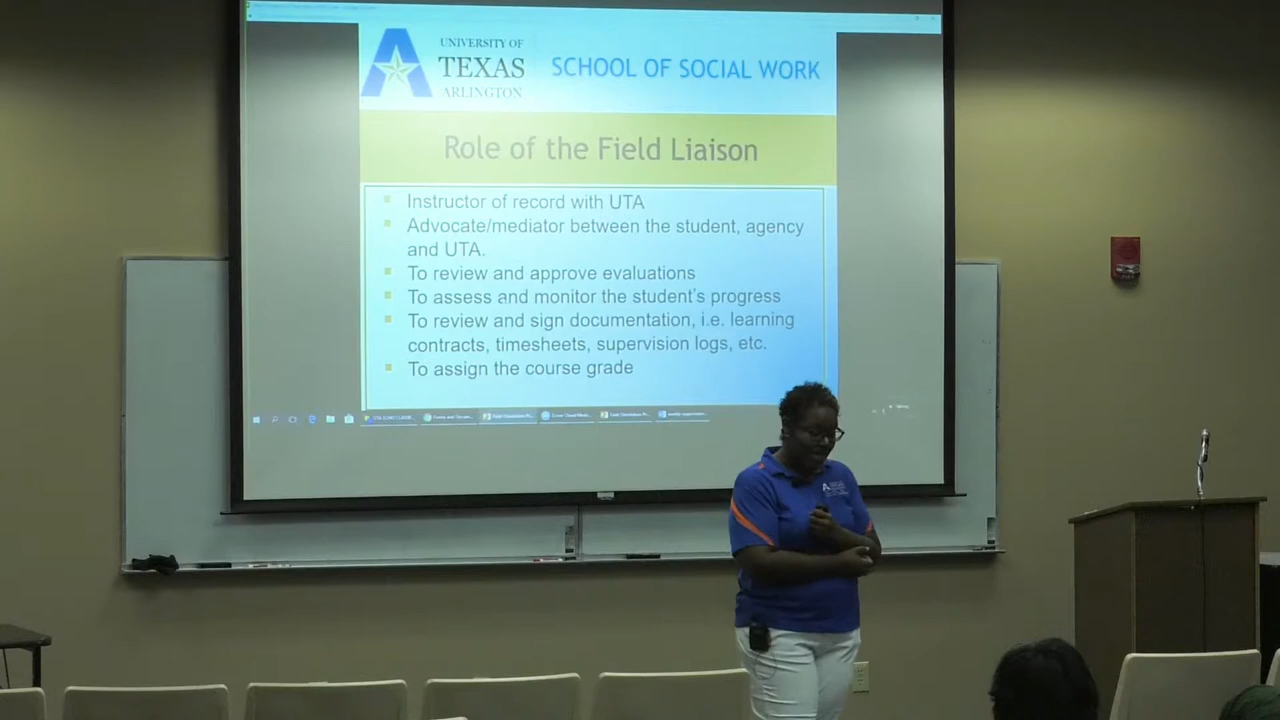 UNIVERSITY OF
TEXAS
ARLINGTON
SCHOOL OF SOCIAL WORK
Role of the Field Liaison
Instructor of record with UTA
Advocate/mediator between the student, agency
and UTA.
To review and approve evaluations
To assess and monitor the student's progress
To review and sign documentation, i.e. learning
contracts, timesheets, supervision logs, etc.
To assign the course grade